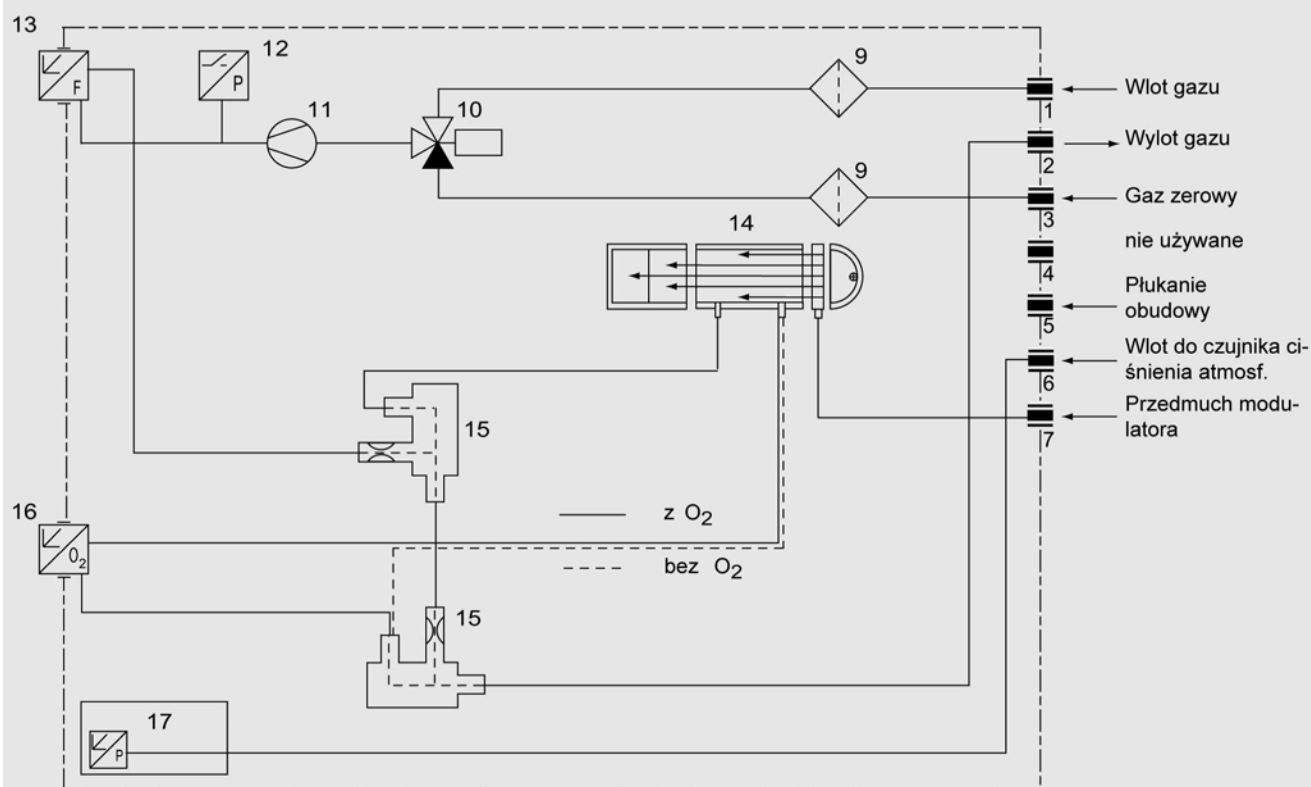 13
12
F
P
11
10
9
Wlot gazu
1
Wylot gazu
2
9
Gaz zerowy
3
14
nie używane
4
Płukanie
obudowy
5
Wlot do czujnika ci-
śnienia atmosf.
6
Przedmuch modu-
latora
7
15
16
O2
z O2
bez O2
15
17
P